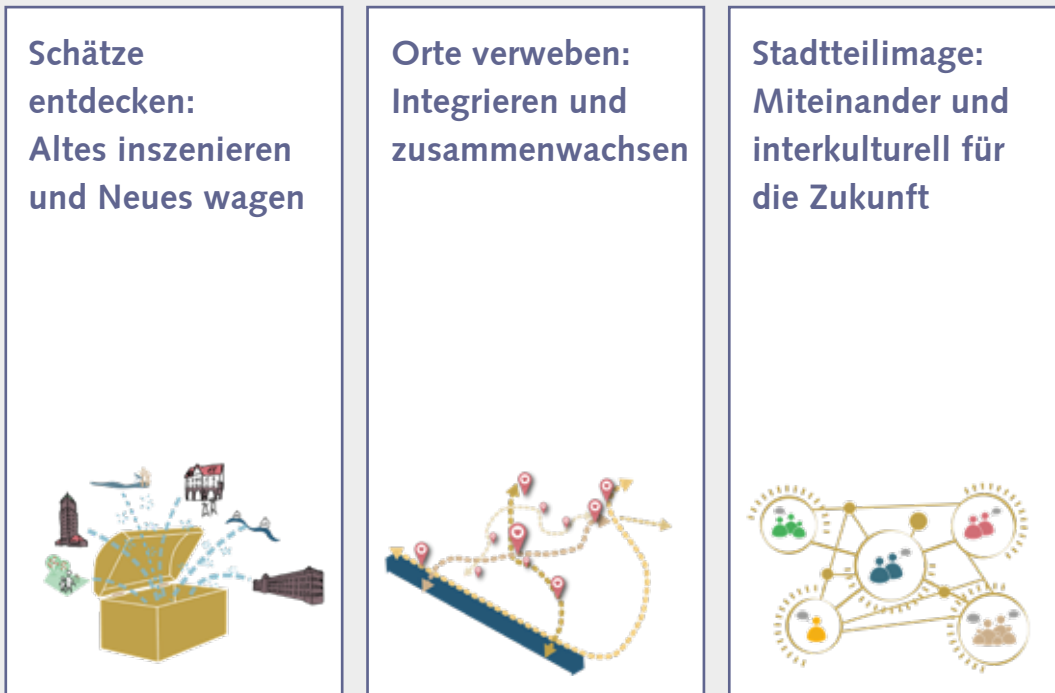 Schätze
entdecken:
Altes inszenieren
und Neues wagen
Orte verweben:
Integrieren und
zusammenwachsen
Stadtteilimage:
Miteinander und
interkulturell für
die Zukunft